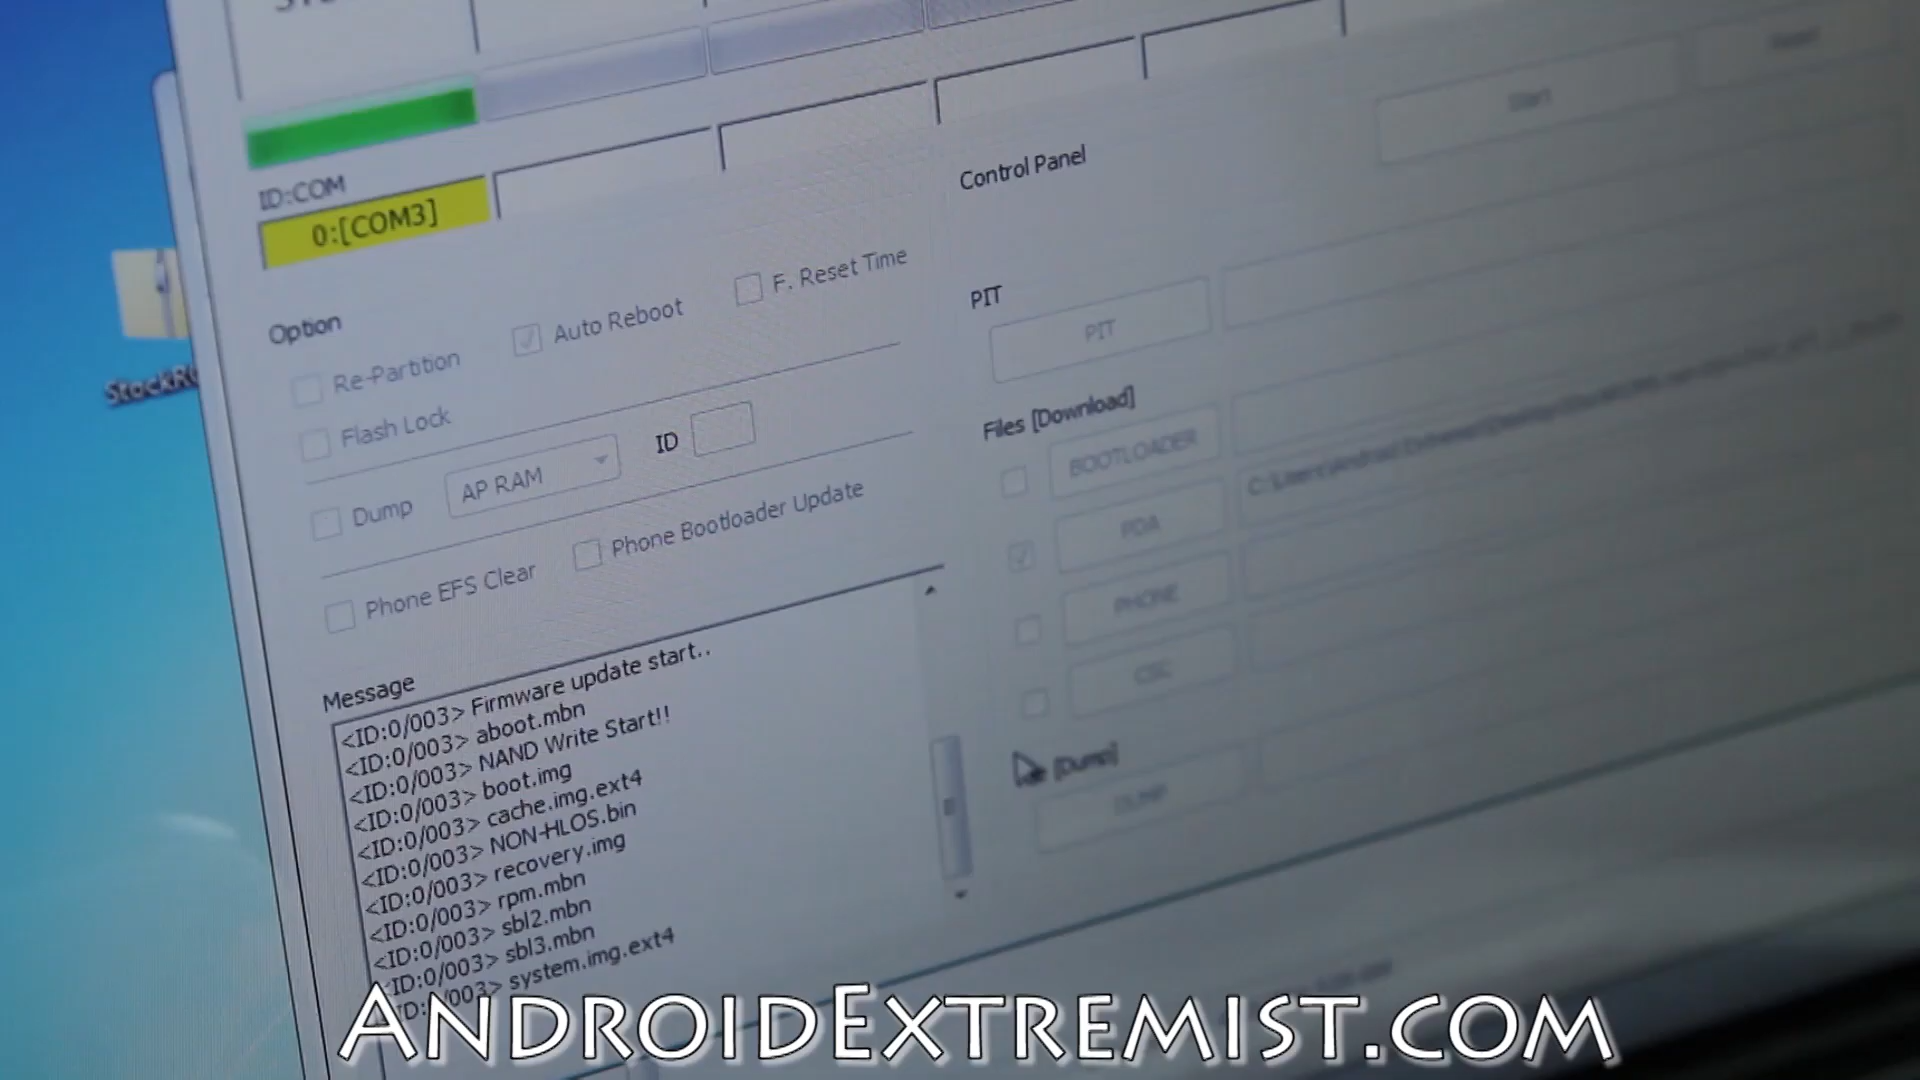 ID:COM
0:[COM3]
Option
Re-Partition
Auto Reboot
F. Reset Time
Flash Lock
Dump
AP RAM
ID
Phone EFS Clear
Phone Bootloader Update
Message
<ID:0/003> Firmware update start..
<ID:0/003> aboot.mbn
<ID:0/003> NAND Write Start!!
<ID:0/003> boot.img
<ID:0/003> cache.img.ext4
<ID:0/003> NON-HLOS.bin
<ID:0/003> recovery.img
<ID:0/003> rpm.mbn
<ID:0/003> sbl2.mbn
<ID:0/003> sbl3.mbn
<ID:0/003> system.img.ext4
Control Panel
Start
Reset
PIT
PIT
Files [Download]
BOOTLOADER
PDA
PHONE
CSC
[Dump]
DUMP
AndroidExtremist.com